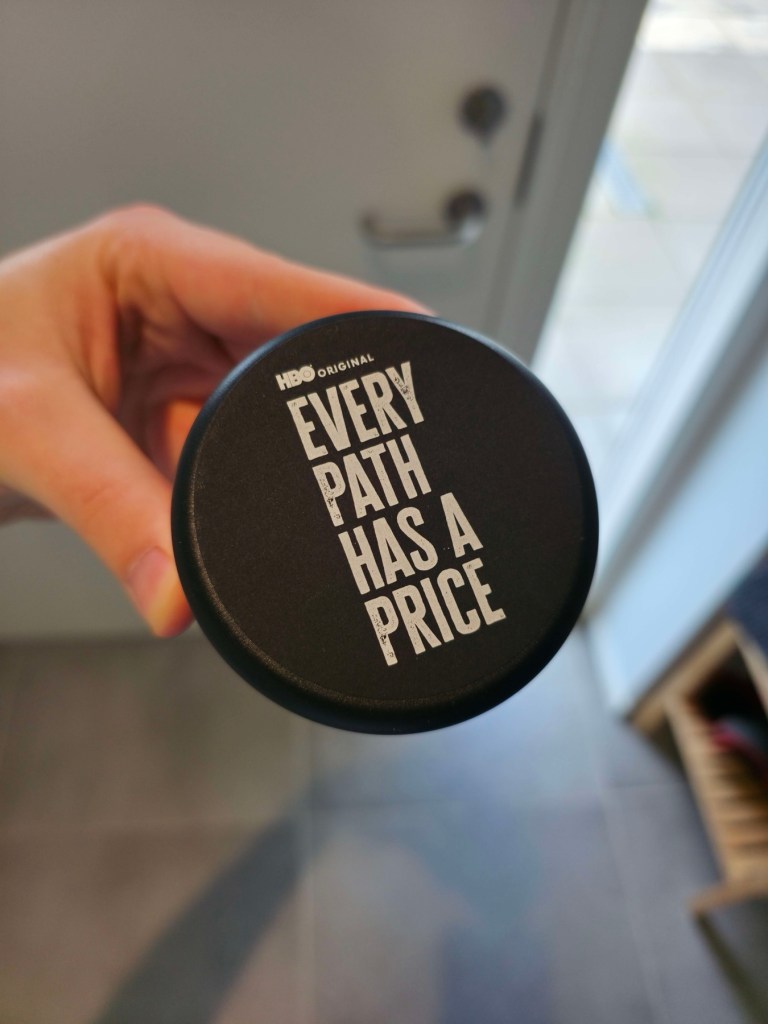 HBO ORIGINAL
EVERY
PATH
HAS A
PRICE